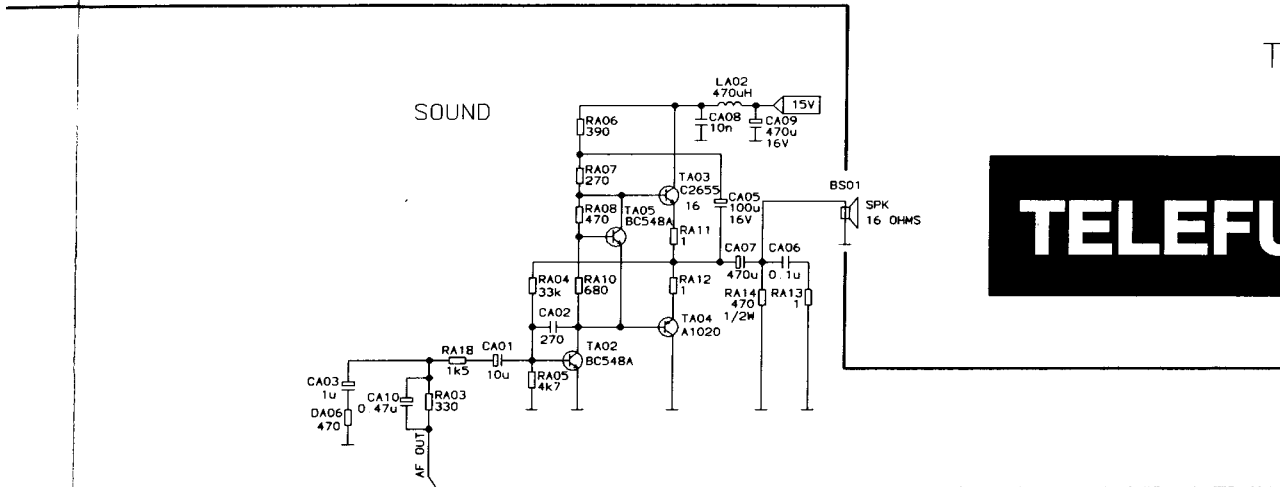 T
SOUND
LA02
470uH
15V
CA08
10n
CA09
470u
16V
RA06
390
RA07
270
RA08
470
TA05
BC548A
TA03
C2655
16
CA05
100u
16V
RA11
1
BS01
SPK
16 OHMS
TELEFU
RA04
33k
RA10
680
RA12
1
CA07
470u
CA06
0.1u
RA14
470
1/2W
RA13
1
CA02
270
TA04
A1020
RA18
1k5
CA01
10u
TA02
BC548A
RA05
4k7
CA03
1u
DA06
470
CA10
0.47u
RA03
330
AF OUT